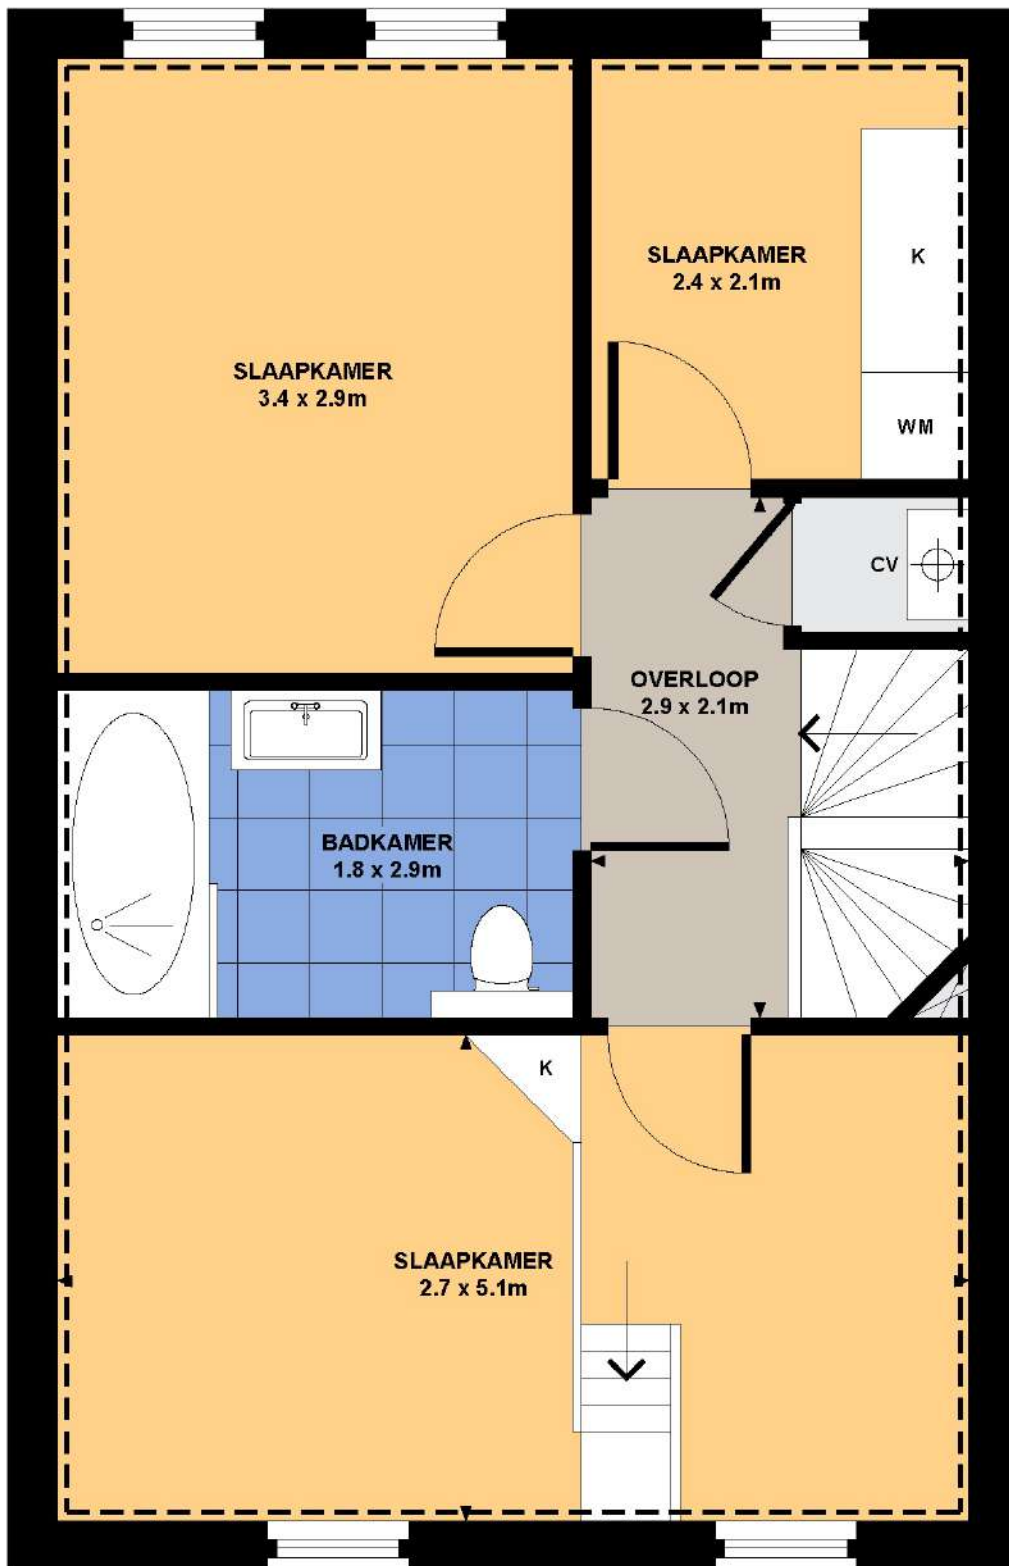 SLAAPKAMER
2.4 x 2.1m
K
SLAAPKAMER
3.4 x 2.9m
WM
CV
OVERLOOP
2.9 x 2.1m
BADKAMER
1.8 x 2.9m
K
SLAAPKAMER
2.7 x 5.1m